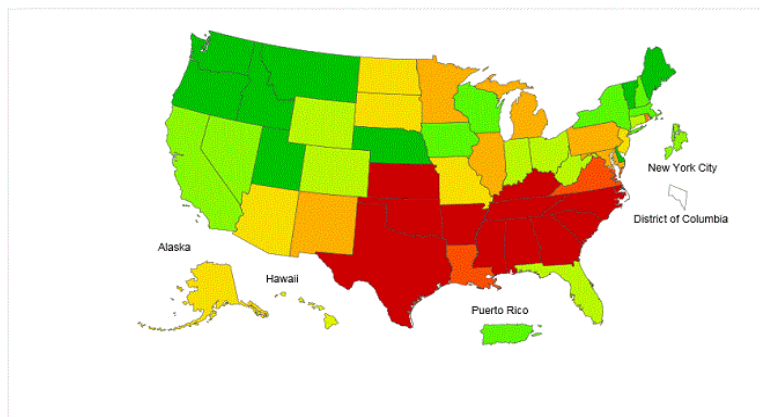 New York City
District of Columbia
Alaska
Hawaii
Puerto Rico